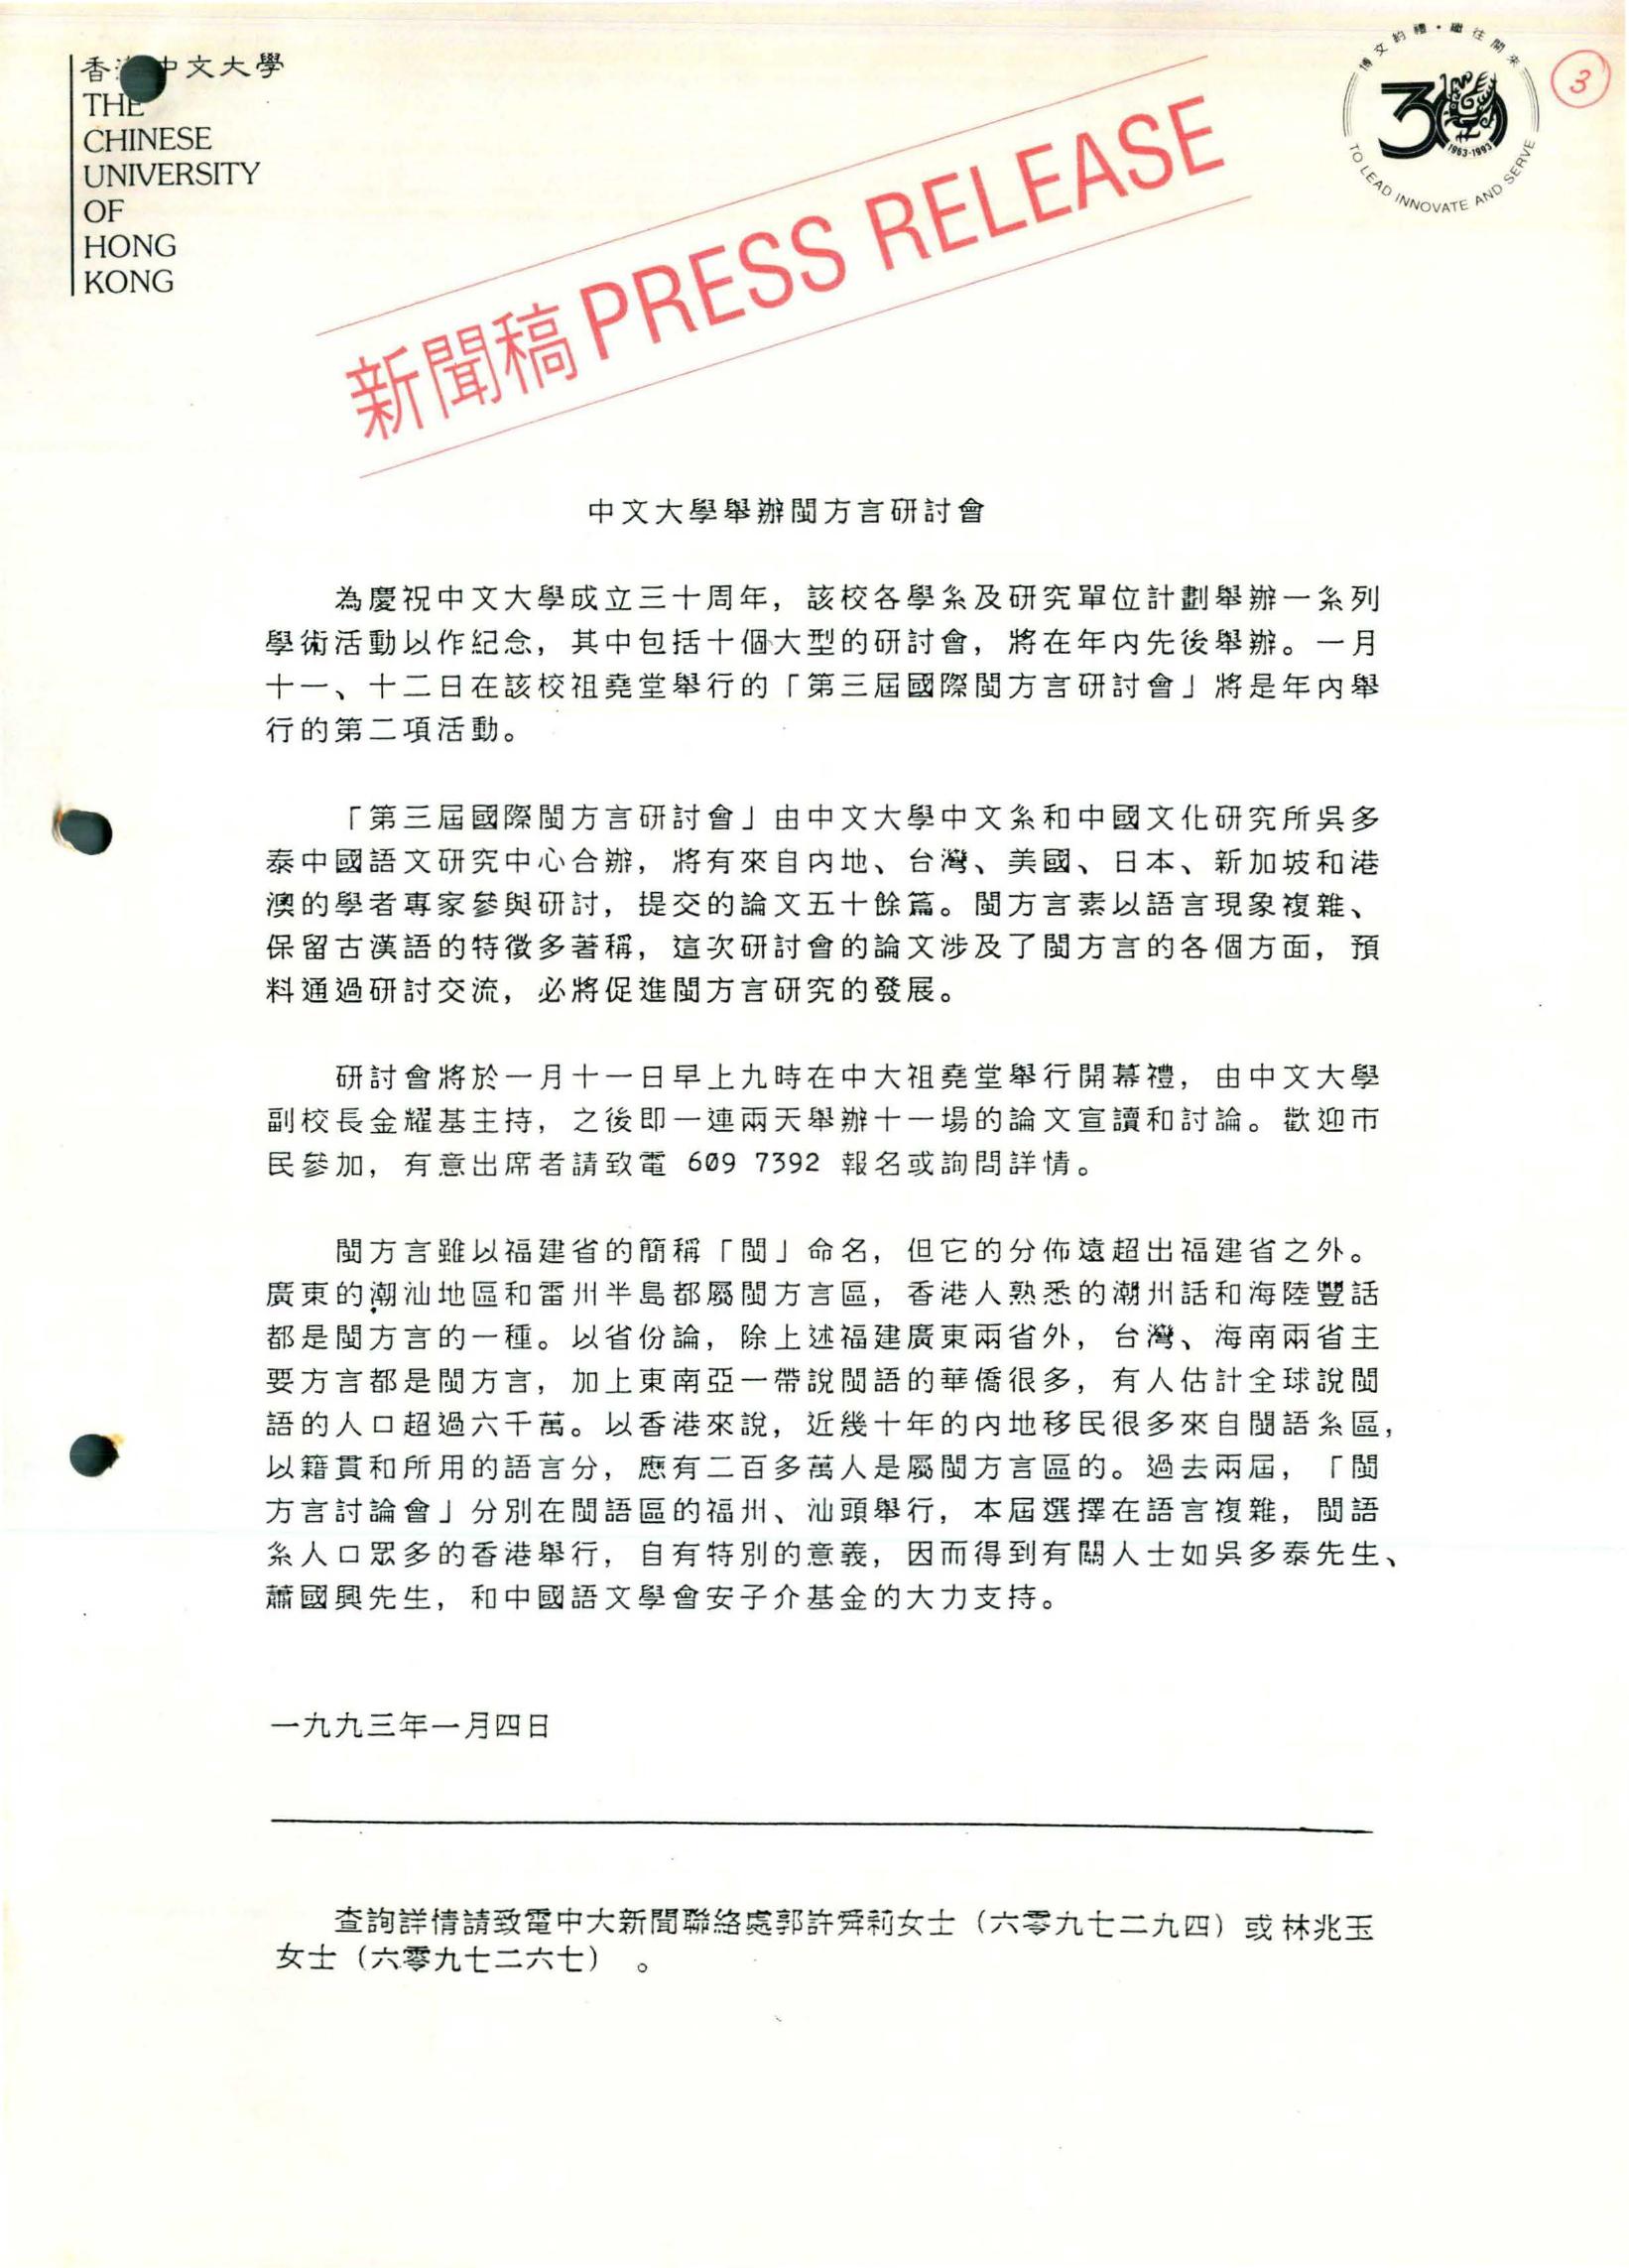 香港中文大學
THE
CHINESE
UNIVERSITY
OF
HONG
KONG
新聞稿 PRESS RELEASE
博文約禮・繼往開來
30
1963-1993
TO LEAD INNOVATE AND SERVE
3
中文大學舉辦閩方言研討會
為慶祝中文大學成立三十周年，該校各學系及研究單位計劃舉辦一系列
學術活動以作紀念，其中包括十個大型的研討會，將在年內先後舉辦。一月
十一、十二日在該校祖堯堂舉行的「第三屆國際閩方言研討會」將是年內舉
行的第二項活動。
「第三屆國際閩方言研討會」由中文大學中文系和中國文化研究所吳多
泰中國語文研究中心合辦，將有來自內地、台灣、美國、日本、新加坡和港
澳的學者專家參與研討，提交的論文五十餘篇。閩方言素以語言現象複雜、
保留古漢語的特徵多著稱，這次研討會的論文涉及了閩方言的各個方面，預
料通過研討交流，必將促進閩方言研究的發展。
研討會將於一月十一日早上九時在中大祖堯堂舉行開幕禮，由中文大學
副校長金耀基主持，之後即一連兩天舉辦十一場的論文宣讀和討論。歡迎市
民參加，有意出席者請致電 609 7392 報名或詢問詳情。
閩方言雖以福建省的簡稱「閩」命名，但它的分佈遠超出福建省之外。
廣東的潮汕地區和雷州半島都屬閩方言區，香港人熟悉的潮州話和海陸豐話
都是閩方言的一種。以省份論，除上述福建廣東兩省外，台灣、海南兩省主
要方言都是閩方言，加上東南亞一帶說閩語的華僑很多，有人估計全球說閩
語的人口超過六千萬。以香港來說，近幾十年的內地移民很多來自閩語系區，
以籍貫和所用的語言分，應有二百多萬人是屬閩方言區的。過去兩屆，「閩
方言討論會」分別在閩語區的福州、汕頭舉行，本屆選擇在語言複雜，閩語
系人口眾多的香港舉行，自有特別的意義，因而得到有關人士如吳多泰先生、
蕭國興先生，和中國語文學會安子介基金的大力支持。
一九九三年一月四日
查詢詳情請致電中大新聞聯絡處郭許舜莉女士（六零九七二九四）或林兆玉
女士（六零九七二六七）。